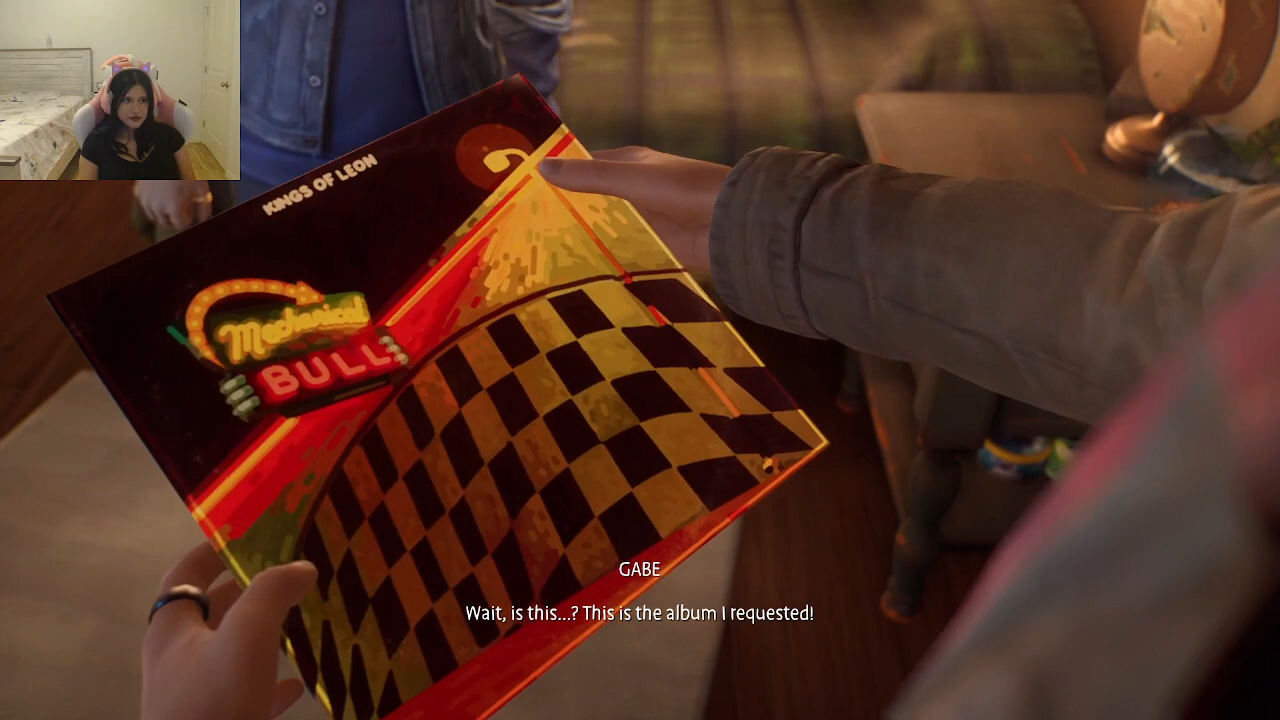 KINGS OF LEON
Mechanical
BULL
GABE
Wait, is this...? This is the album I requested!